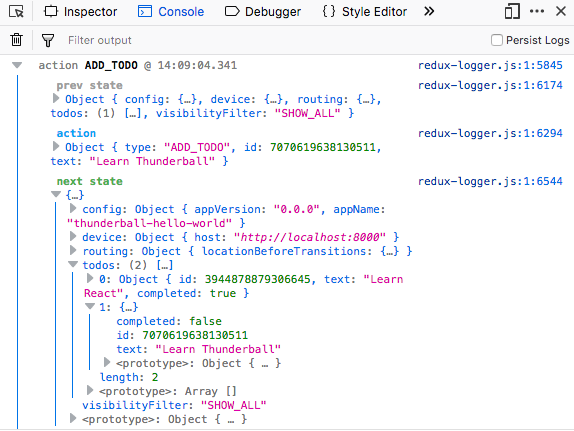 Inspector Console Debugger {} Style Editor
Filter output Persist Logs
action ADD_TODO @ 14:09:04.341 redux-logger.js:1:5845
prev state redux-logger.js:1:6174
Object { config: {…}, device: {…}, routing: {…},
todos: (1) […], visibilityFilter: "SHOW_ALL" }
action redux-logger.js:1:6294
Object { type: "ADD_TODO", id: 7070619638130511,
text: "Learn Thunderball" }
next state redux-logger.js:1:6544
{…}
config: Object { appVersion: "0.0.0", appName:
"thunderball-hello-world" }
device: Object { host: "http://localhost:8000" }
routing: Object { locationBeforeTransitions: {…} }
todos: (2) […]
0: Object { id: 3944878879306645, text: "Learn
React", completed: true }
1: {…}
completed: false
id: 7070619638130511
text: "Learn Thunderball"
<prototype>: Object { … }
length: 2
<prototype>: Array []
visibilityFilter: "SHOW_ALL"
<prototype>: Object { … }